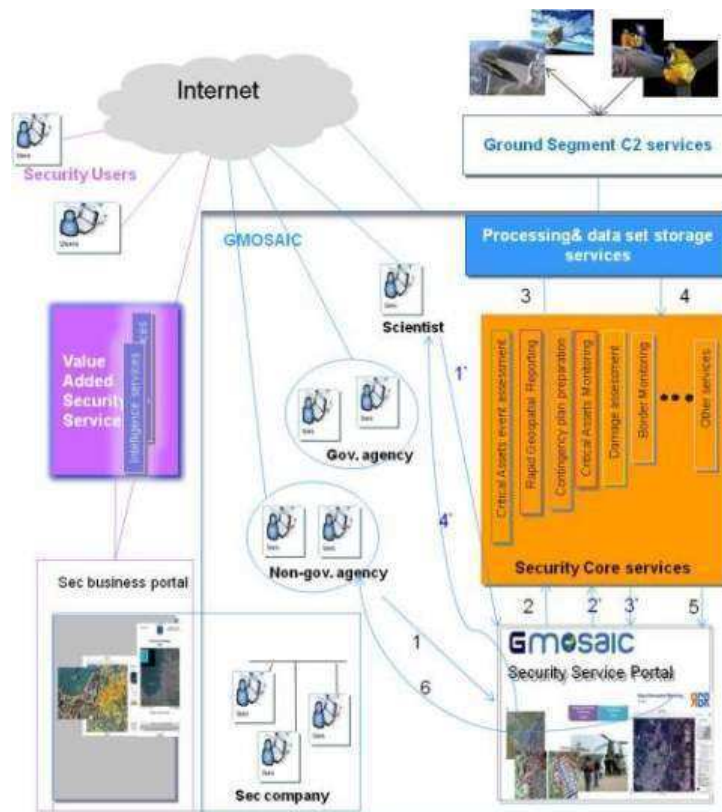 Internet
Ground Segment C2 services
Users
Security Users
Users
GMOSAIC
Processing& data set storage
services
3
4
Scientist
Value
Added
Security
Service
Intelligence services
1'
Critical Assets event assessment
Rapid Geospatial Reporting
Contingency plan preparation
Critical Assets Monitoring
Damage assessment
Border Monitoring
Other services
Gov. agency
4'
Non-gov. agency
Security Core services
Sec business portal
1
2
2'
3'
5
GMOSAIC
Security Service Portal
6
Sec company